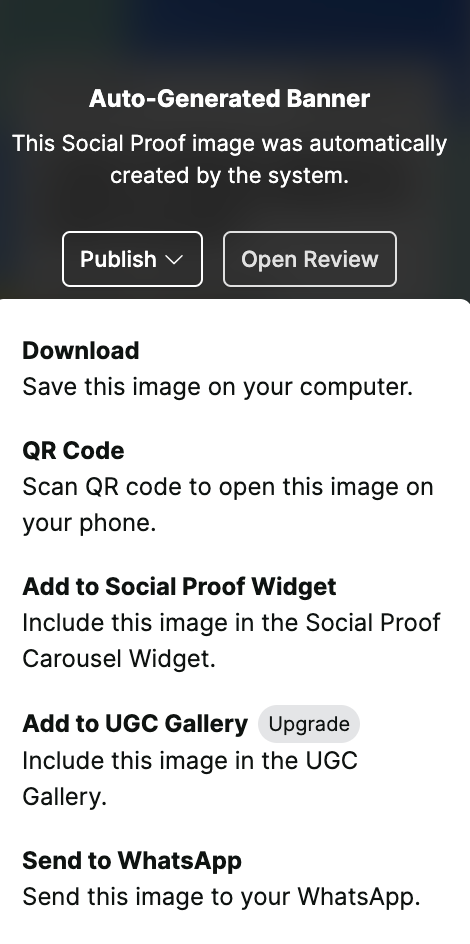 Auto-Generated Banner
This Social Proof image was automatically
created by the system.
Publish
Open Review
Download
Save this image on your computer.
QR Code
Scan QR code to open this image on
your phone.
Add to Social Proof Widget
Include this image in the Social Proof
Carousel Widget.
Add to UGC Gallery Upgrade
Include this image in the UGC
Gallery.
Send to WhatsApp
Send this image to your WhatsApp.